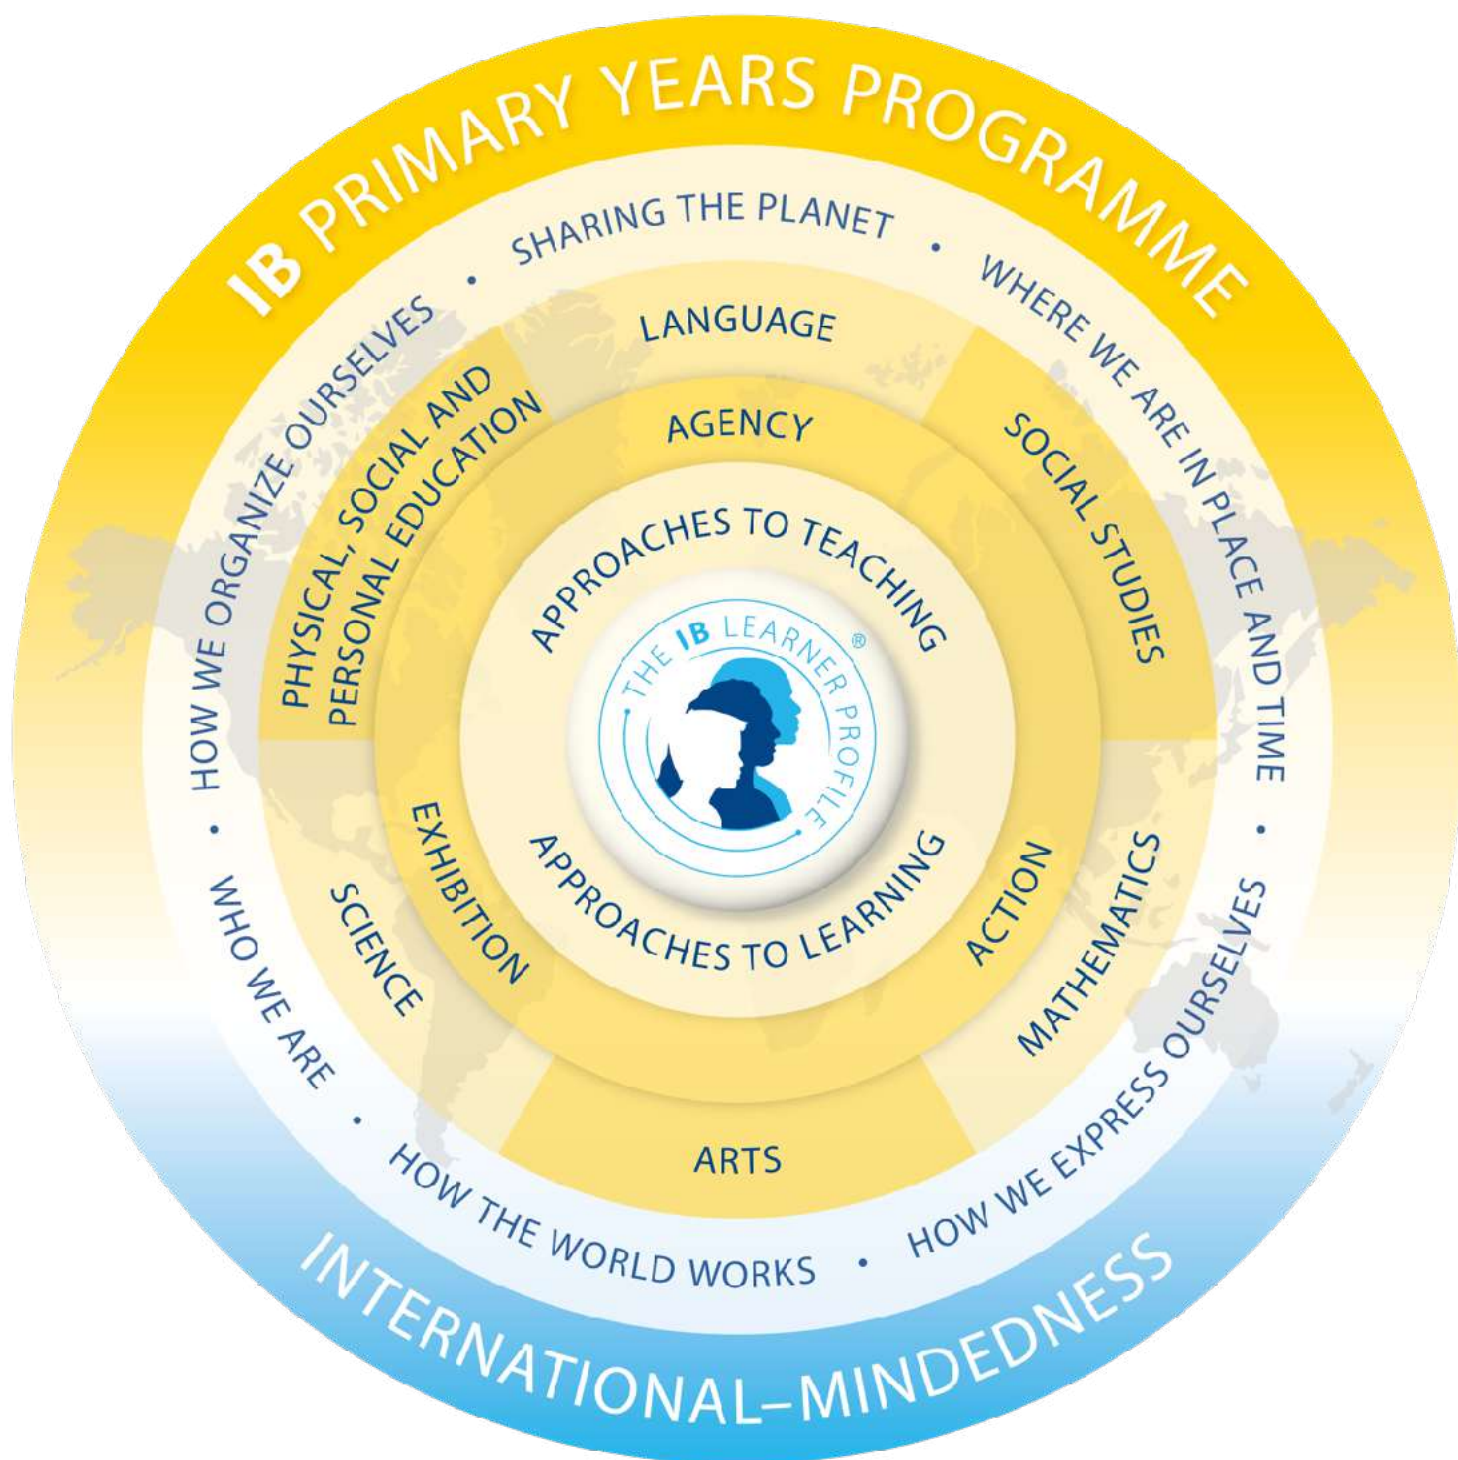 IB PRIMARY YEARS PROGRAMME
SHARING THE PLANET
•
WHERE WE ARE IN PLACE AND TIME
•
HOW WE EXPRESS OURSELVES
•
HOW THE WORLD WORKS
•
WHO WE ARE
•
HOW WE ORGANIZE OURSELVES
•
LANGUAGE
SOCIAL STUDIES
MATHEMATICS
ARTS
SCIENCE
PHYSICAL, SOCIAL AND
PERSONAL EDUCATION
AGENCY
ACTION
EXHIBITION
APPROACHES TO TEACHING
THE IB LEARNER PROFILE ®
APPROACHES TO LEARNING
INTERNATIONAL–MINDEDNESS